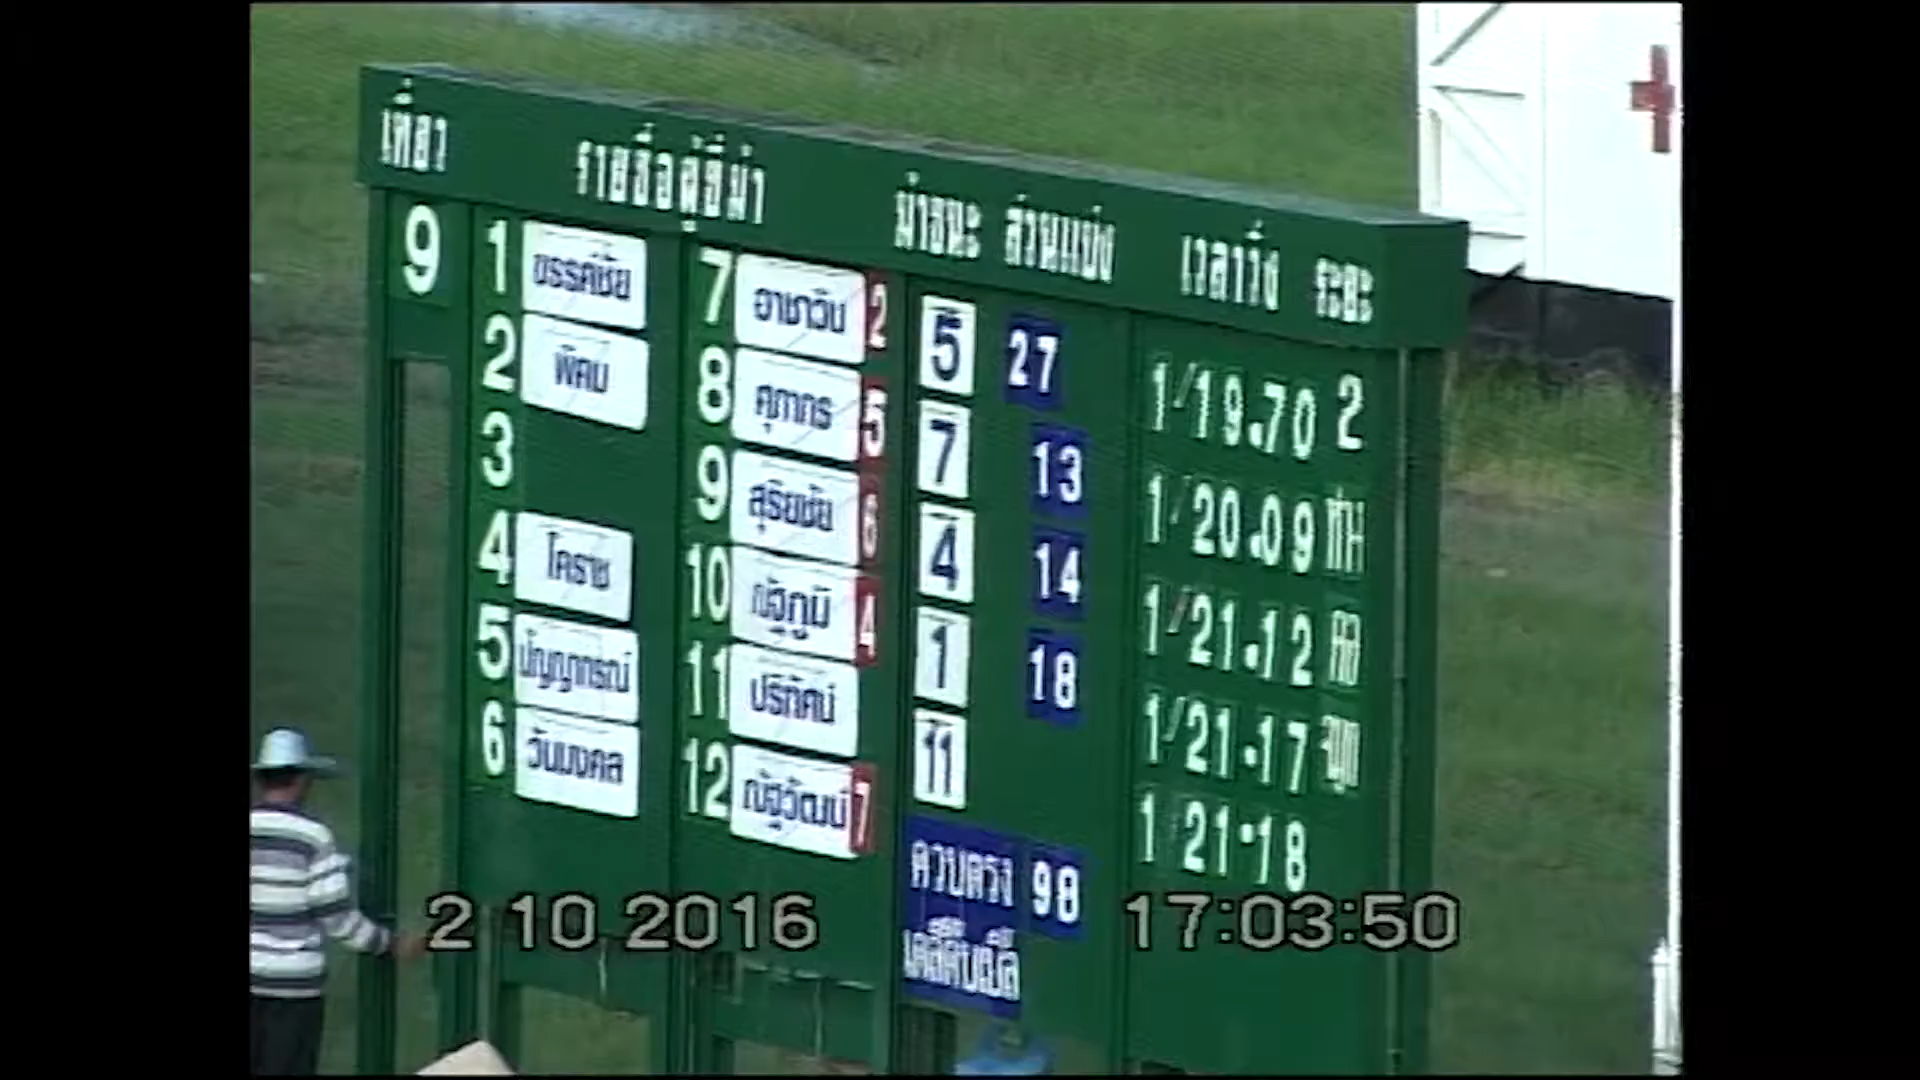 เที่ยว รายชื่อผู้ขี่ม้า ม้าชนะ ส่วนแบ่ง เวลาวิ่ง ระยะ
9 1 ขรรค์ชัย 7 อาชาวิน 2 5 27 1/19.70 2
2 พิคม 8 ศุภากร 5 7 13 1/20.09
3 9 สุริยชัย 6 4 14 1/21.12
4 โคราช 10 ณัฐภูมิ 4 1 18 1/21.17
5 ปัญญากรณ์ 11 ปริทัศน์ 11 1 21.18
6 วันมงคล 12 ณัฐวัฒน์ 7
ควบตรง 98
2 10 2016 17:03:50